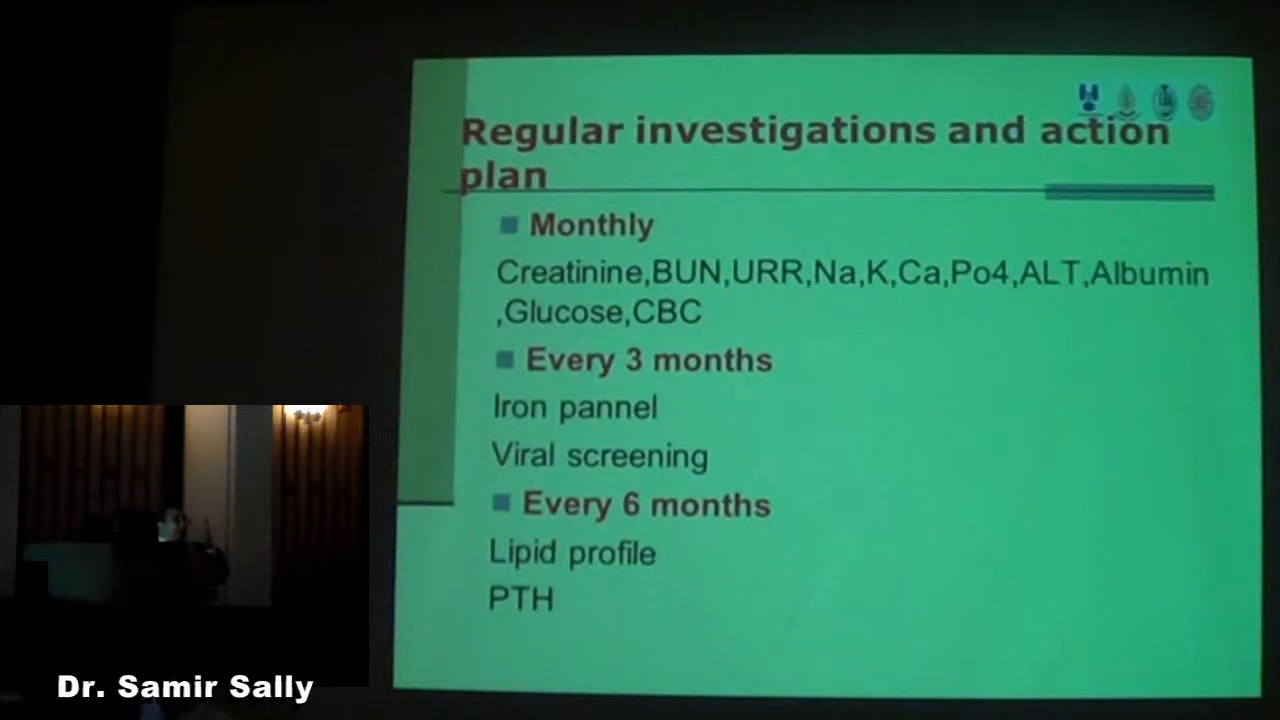 Regular investigations and action
plan
Monthly
Creatinine,BUN,URR,Na,K,Ca,Po4,ALT,Albumin
,Glucose,CBC
Every 3 months
Iron pannel
Viral screening
Every 6 months
Lipid profile
PTH
Dr. Samir Sally